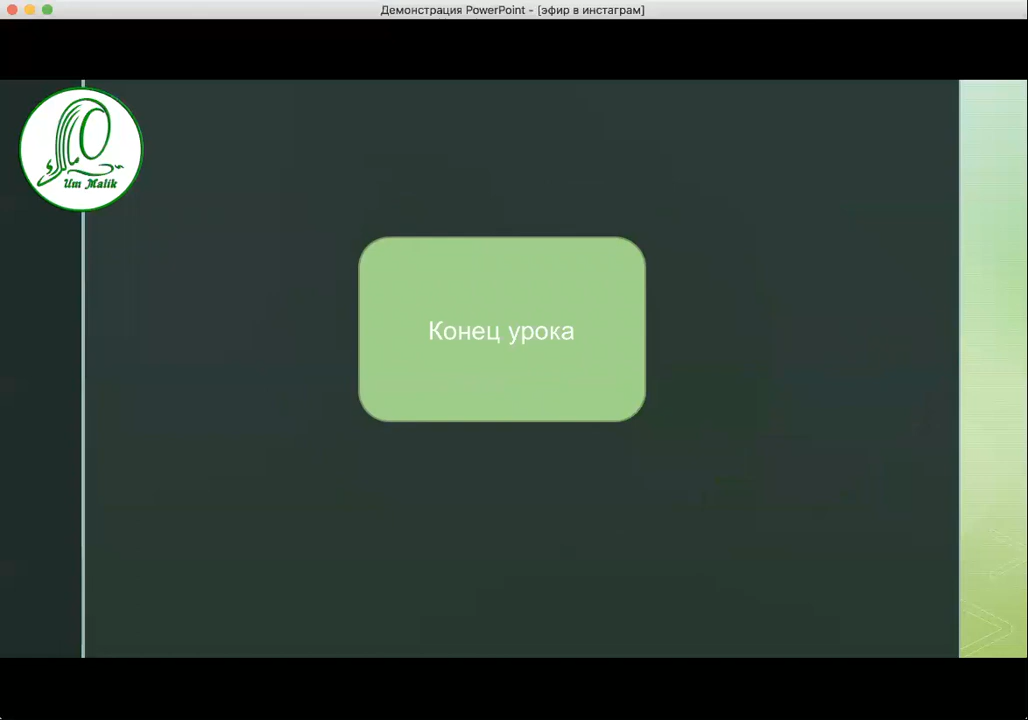 Демонстрация PowerPoint - [эфир в инстаграм]
Um Malik
Конец урока